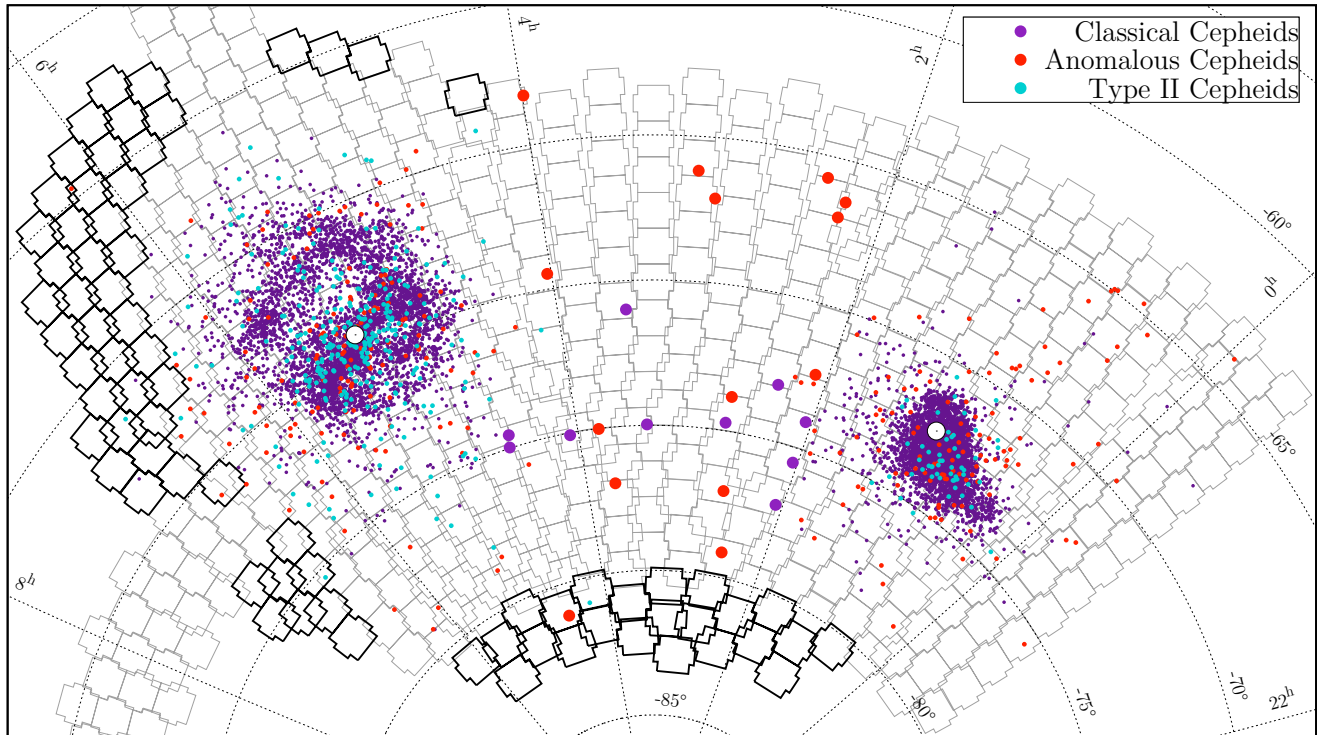 6h
4h
2h
Classical Cepheids
Anomalous Cepheids
Type II Cepheids
-60°
0h
-65°
8h
-85°
-80°
-75°
-70°
22h